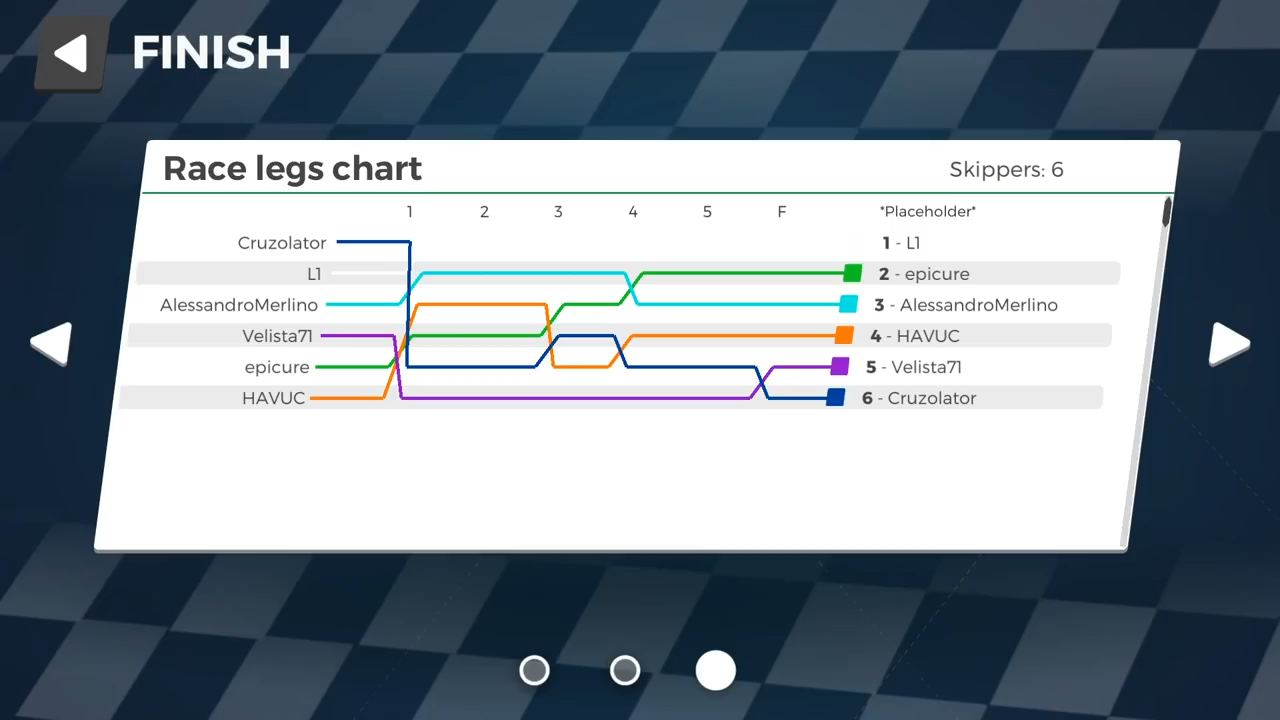 FINISH
Race legs chart
Skippers: 6
1 2 3 4 5 F *Placeholder*
Cruzolator 1 - L1
L1 2 - epicure
AlessandroMerlino 3 - AlessandroMerlino
Velista71 4 - HAVUC
epicure 5 - Velista71
HAVUC 6 - Cruzolator